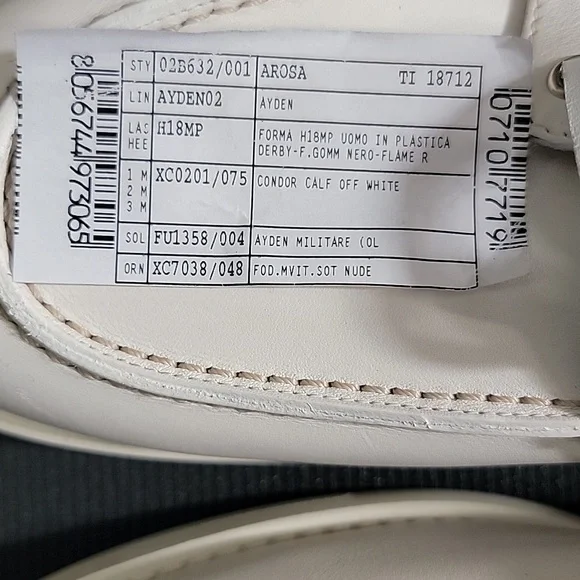 STY 02B632/001 AROSA TI 18712
LIN AYDEN02 AYDEN
LAS H18MP FORMA H18MP UOMO IN PLASTICA
HEE DERBY-F.GOMM NERO-FLAME R
1 M XC0201/075 CONDOR CALF OFF WHITE
2 M
3 M
SOL FU1358/004 AYDEN MILITARE (OL
ORN XC7038/048 FOD.MVIT.SOT NUDE
8056744973065
067107719